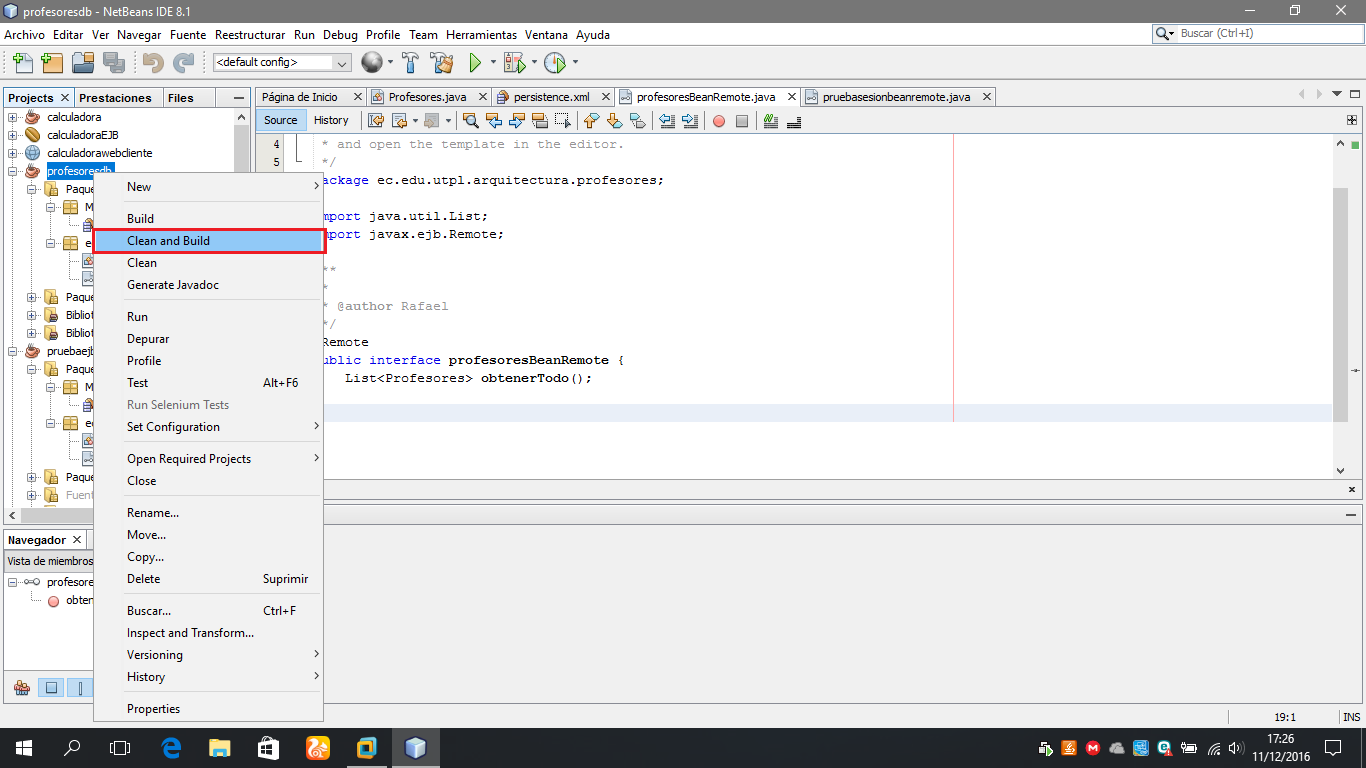 profesoresdb - NetBeans IDE 8.1
Archivo Editar Ver Navegar Fuente Reestructurar Run Debug Profile Team Herramientas Ventana Ayuda
Buscar (Ctrl+I)
<default config>
Projects Prestaciones Files
calculadora
calculadoraEJB
calculadorawebcliente
profesoresdb
Paque
M
e
Paque
Bibliot
Bibliot
pruebaejb
Paque
M
ec
Paque
Fuent
New
Build
Clean and Build
Clean
Generate Javadoc
Run
Depurar
Profile
Test Alt+F6
Run Selenium Tests
Set Configuration
Open Required Projects
Close
Rename...
Move...
Copy...
Delete Suprimir
Buscar... Ctrl+F
Inspect and Transform...
Versioning
History
Properties
Página de Inicio Profesores.java persistence.xml profesoresBeanRemote.java pruebasesionbeanremote.java
Source History
4 * and open the template in the editor.
5 */
ackage ec.edu.utpl.arquitectura.profesores;
mport java.util.List;
mport javax.ejb.Remote;
**
*
* @author Rafael
*/
Remote
ublic interface profesoresBeanRemote {
List<Profesores> obtenerTodo();
Navegador
Vista de miembros
profesore
obten
19:1 INS
17:26
11/12/2016